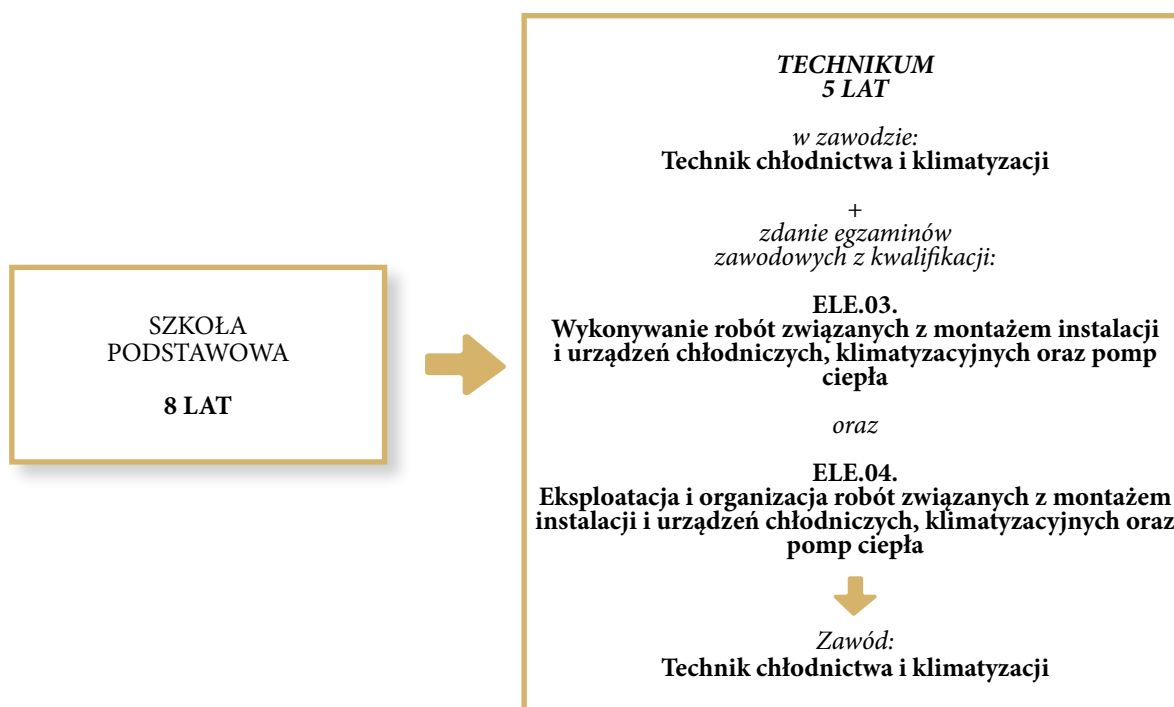 SZKOŁA
PODSTAWOWA
8 LAT
TECHNIKUM
5 LAT
w zawodzie:
Technik chłodnictwa i klimatyzacji
+
zdanie egzaminów
zawodowych z kwalifikacji:
ELE.03.
Wykonywanie robót związanych z montażem instalacji
i urządzeń chłodniczych, klimatyzacyjnych oraz pomp
ciepła
oraz
ELE.04.
Eksploatacja i organizacja robót związanych z montażem
instalacji i urządzeń chłodniczych, klimatyzacyjnych oraz
pomp ciepła
Zawód:
Technik chłodnictwa i klimatyzacji